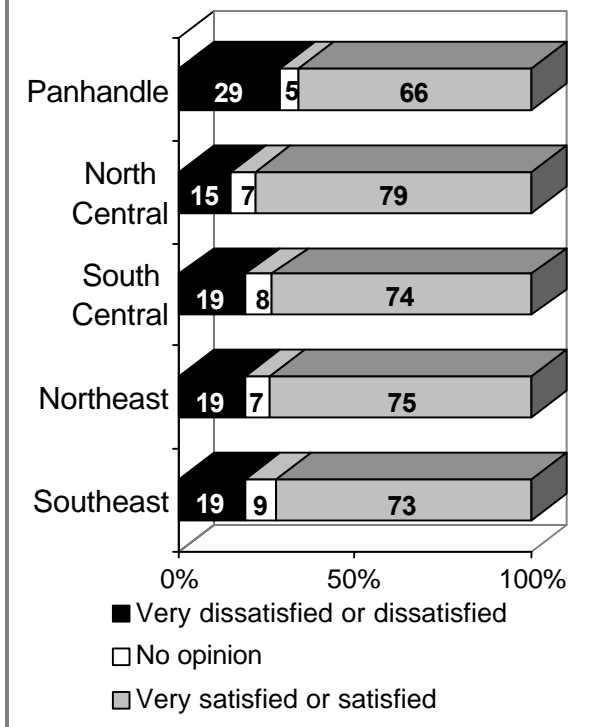 Panhandle
29 5 66
North
Central
15 7 79
South
Central
19 8 74
Northeast
19 7 75
Southeast
19 9 73
0% 50% 100%
Very dissatisfied or dissatisfied
No opinion
Very satisfied or satisfied